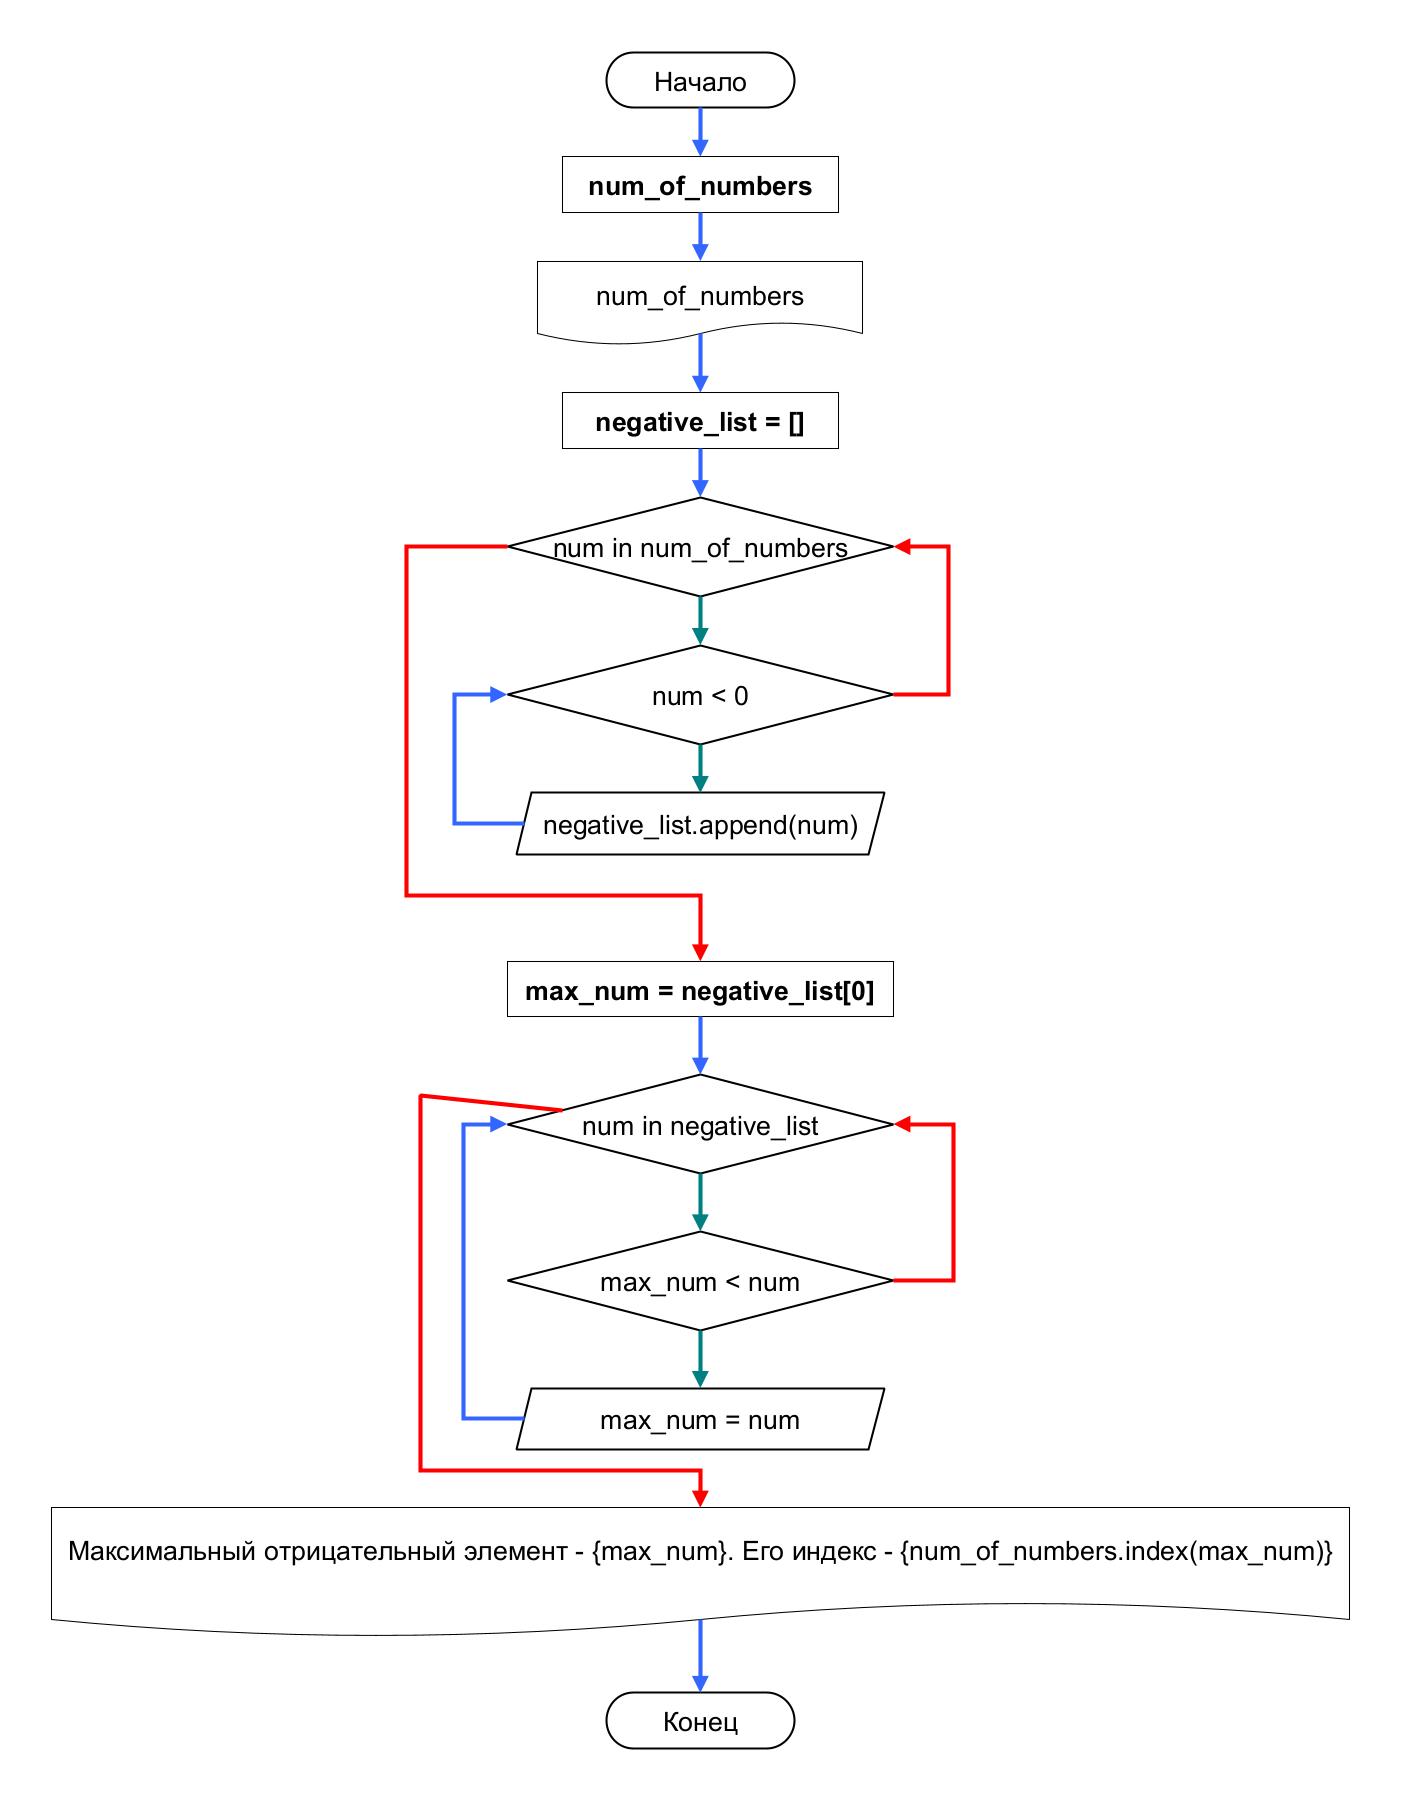 Начало
num_of_numbers
num_of_numbers
negative_list = []
num in num_of_numbers
num < 0
negative_list.append(num)
max_num = negative_list[0]
num in negative_list
max_num < num
max_num = num
Максимальный отрицательный элемент - {max_num}. Его индекс - {num_of_numbers.index(max_num)}
Конец